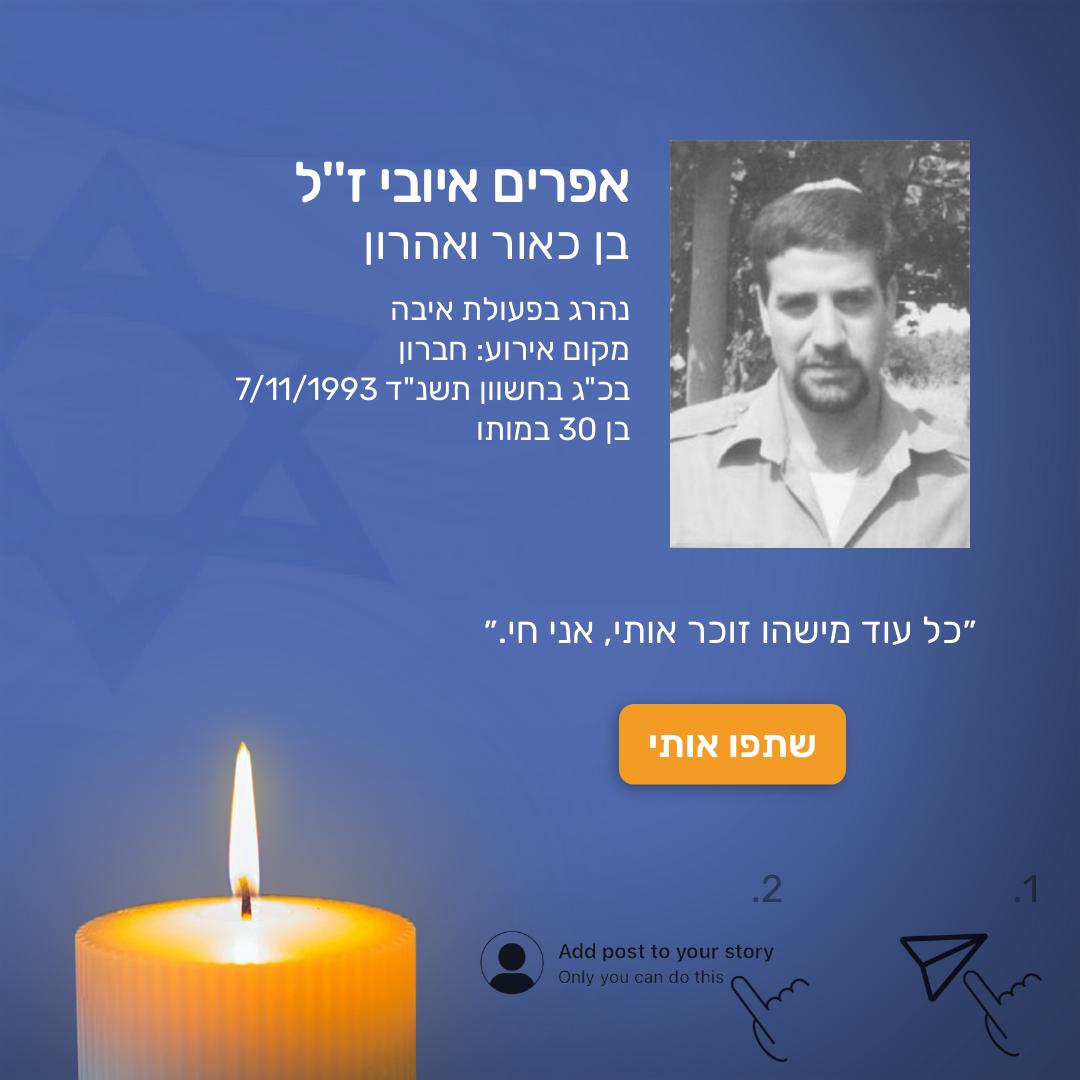 אפרים איובי ז"ל
בן כאור ואהרון
נהרג בפעולת איבה
מקום אירוע: חברון
בכ"ג בחשוון תשנ"ד 7/11/1993
בן 30 במותו
״כל עוד מישהו זוכר אותי, אני חי.״
שתפו אותי
1.
2.
Add post to your story
Only you can do this